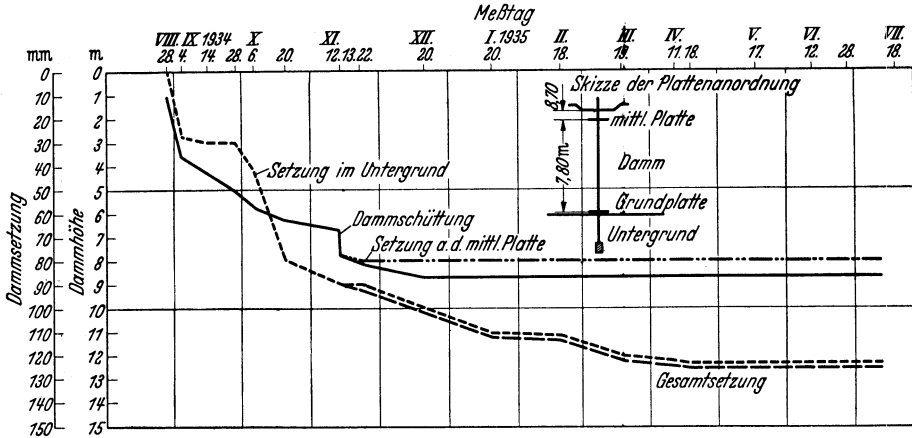 Meßtag
VIII. IX. 1934 X. XI. XII. I. 1935 II. III. IV. V. VI. VII.
28. 4. 14. 28. 6. 20. 12. 13. 22. 20. 20. 18. 19. 11. 18. 17. 12. 28. 18.
mm. m.
0 0
10 1
20 2
30 3
40 4
50 5
60 6
70 7
80 8
90 9
100 10
110 11
120 12
130 13
140 14
150 15
Dammsetzung
Dammhöhe
Skizze der Plattenanordnung
8,70
mittl. Platte
7,80m
Damm
Grundplatte
Untergrund
Setzung im Untergrund
Dammschüttung
Setzung a.d. mittl. Platte
Gesamtsetzung